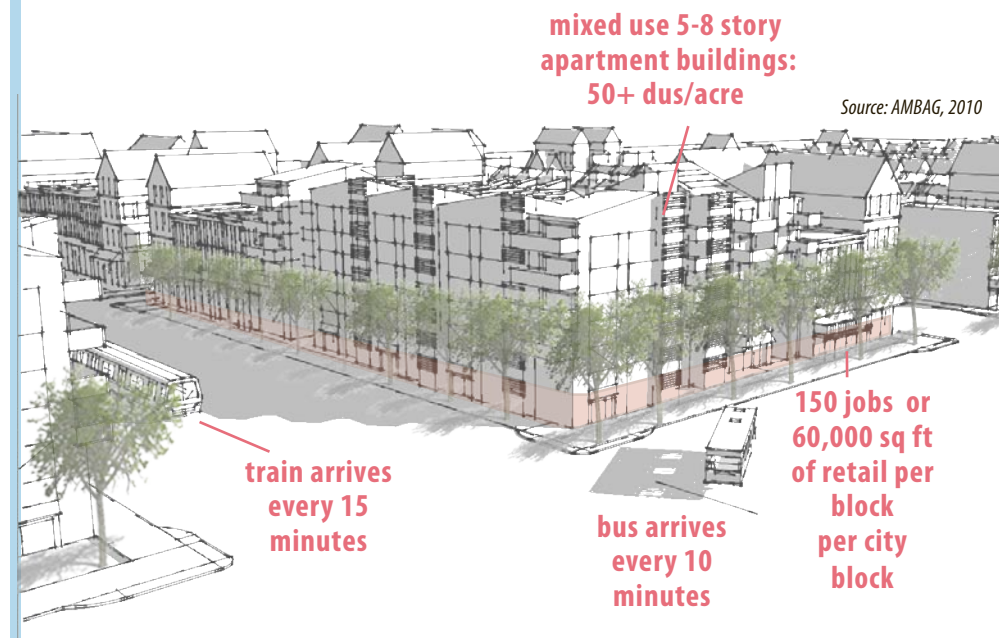 mixed use 5-8 story
apartment buildings:
50+ dus/acre
Source: AMBAG, 2010
train arrives
every 15
minutes
bus arrives
every 10
minutes
150 jobs or
60,000 sq ft
of retail per
block
per city
block